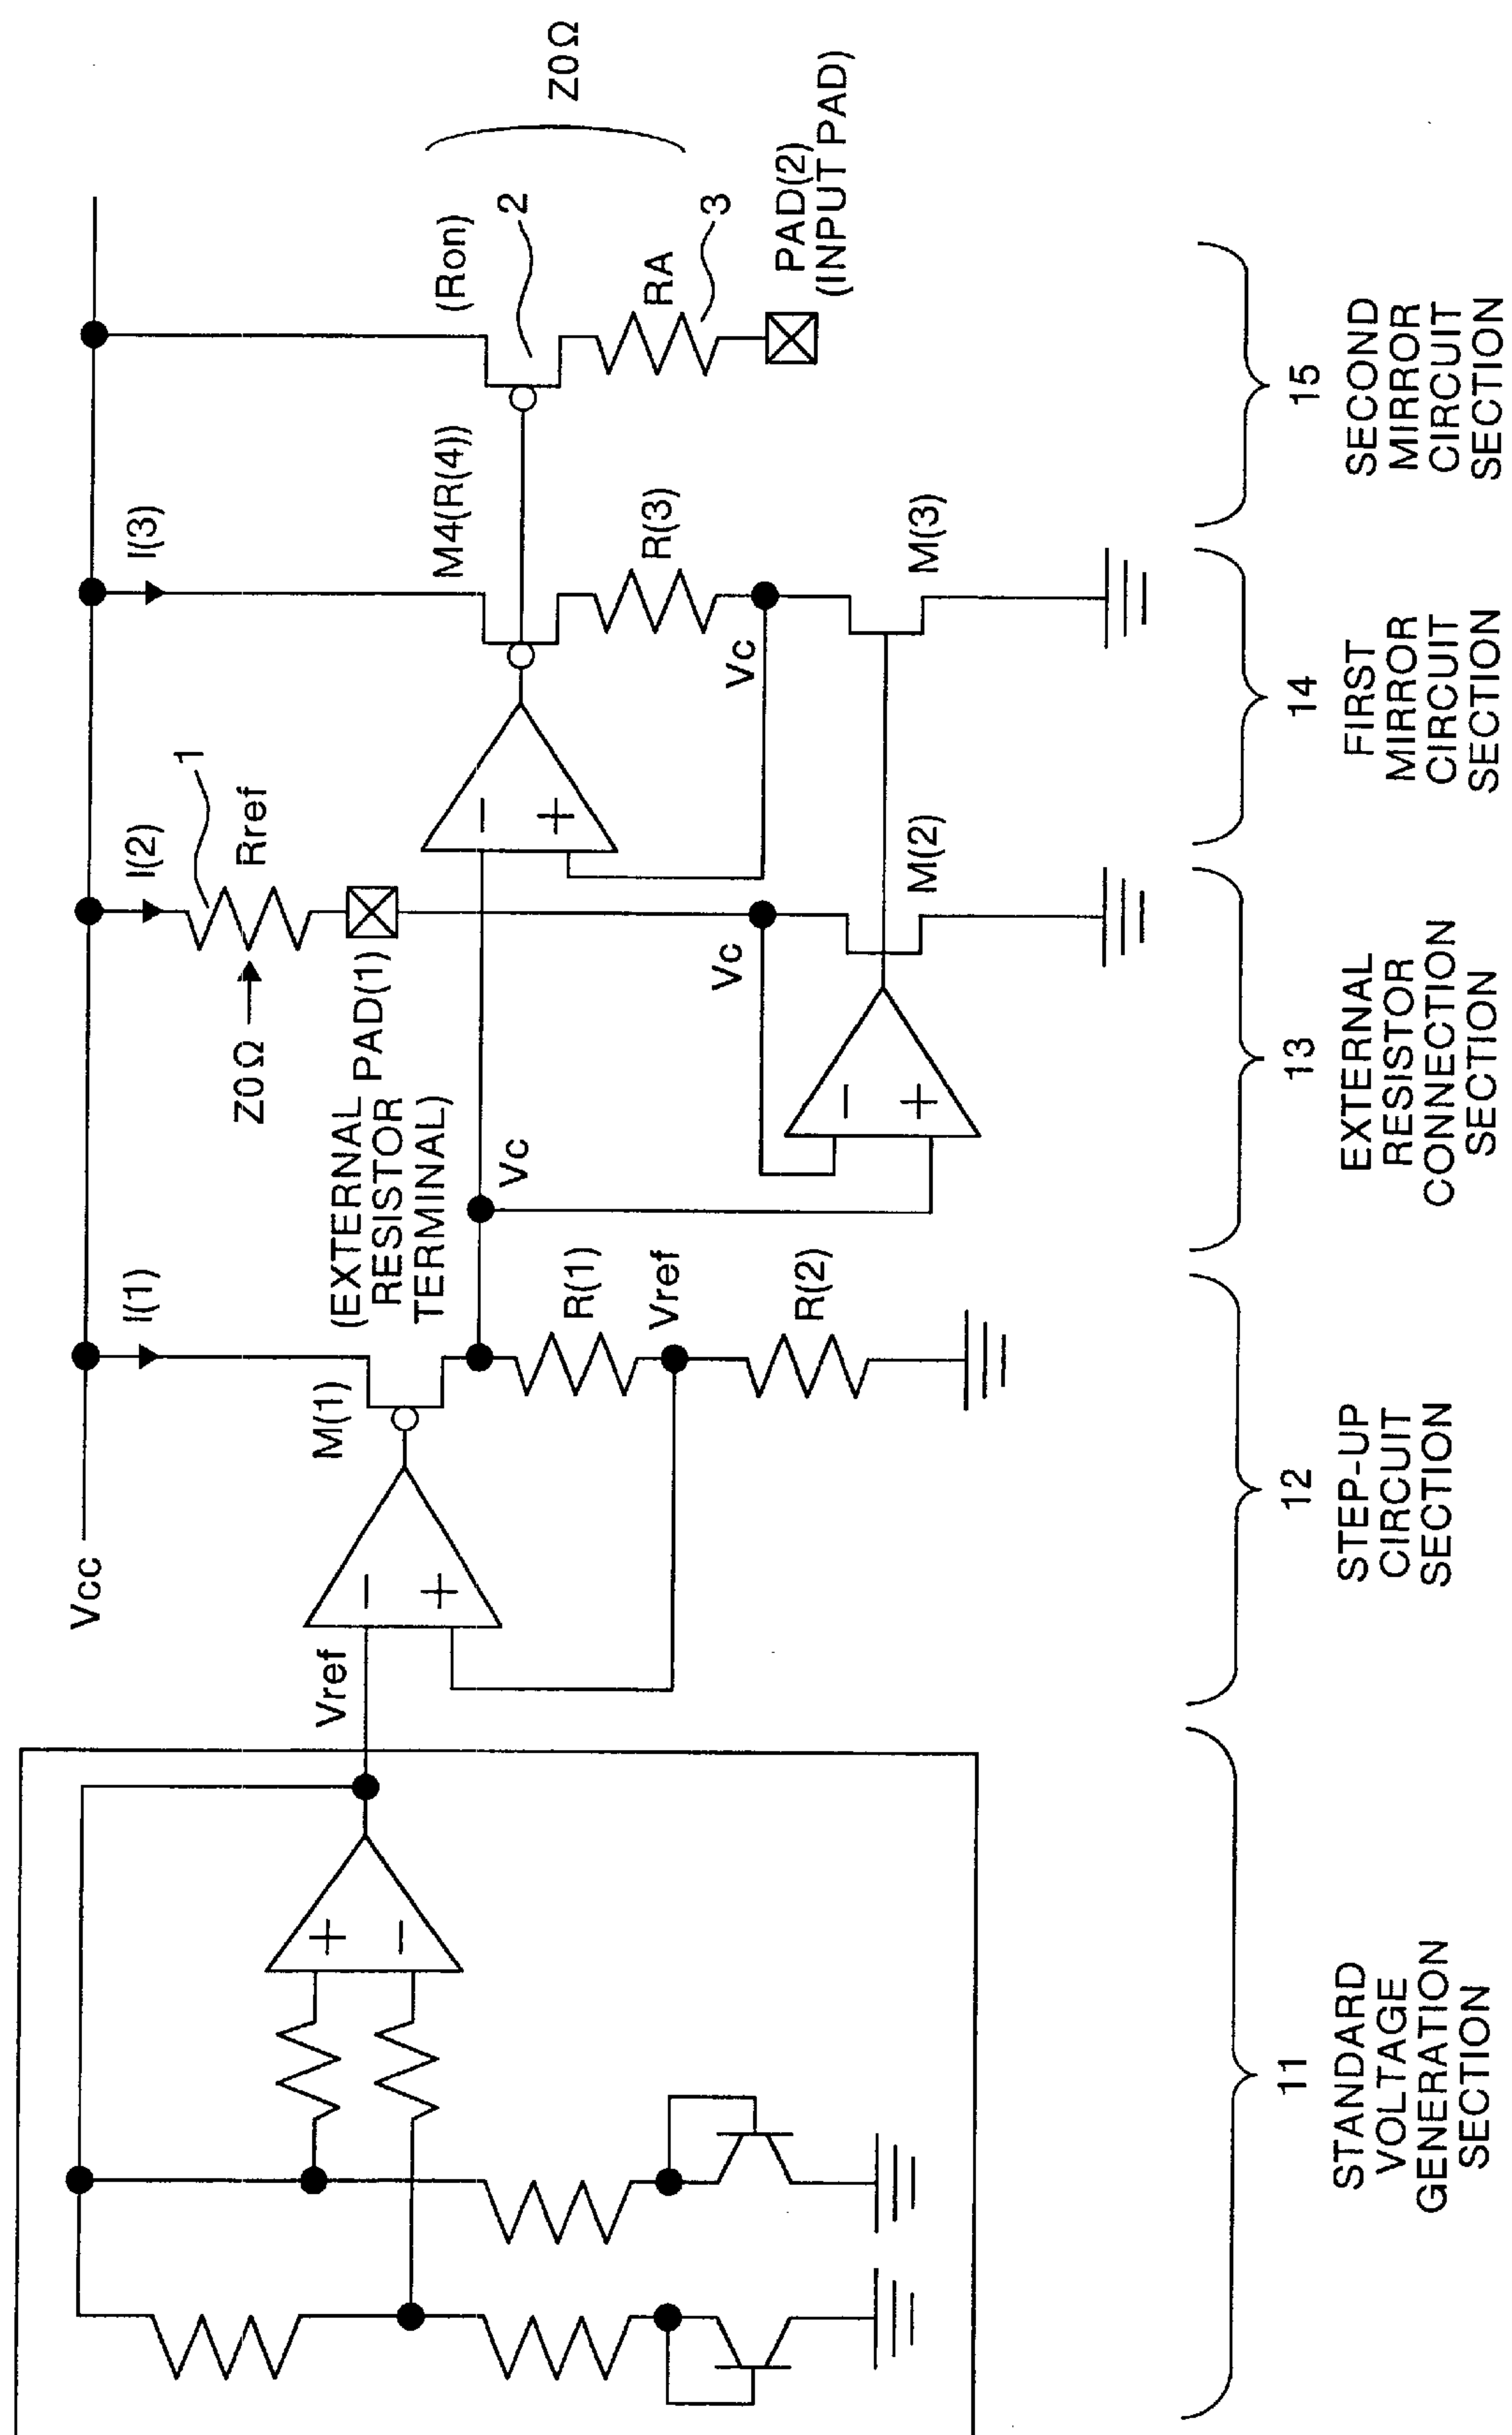 Vcc
I(1)
I(2)
I(3)
1
Rref
Z0Ω
PAD(1)
(EXTERNAL
RESISTOR
TERMINAL)
M(1)
Vref
−
+
Vc
R(1)
Vref
R(2)
+
−
−
+
Vc
M(2)
−
+
M4(R(4))
R(3)
Vc
M(3)
(Ron)
2
RA
3
Z0Ω
PAD(2)
(INPUT PAD)
11
STANDARD
VOLTAGE
GENERATION
SECTION
12
STEP-UP
CIRCUIT
SECTION
13
EXTERNAL
RESISTOR
CONNECTION
SECTION
14
FIRST
MIRROR
CIRCUIT
SECTION
15
SECOND
MIRROR
CIRCUIT
SECTION